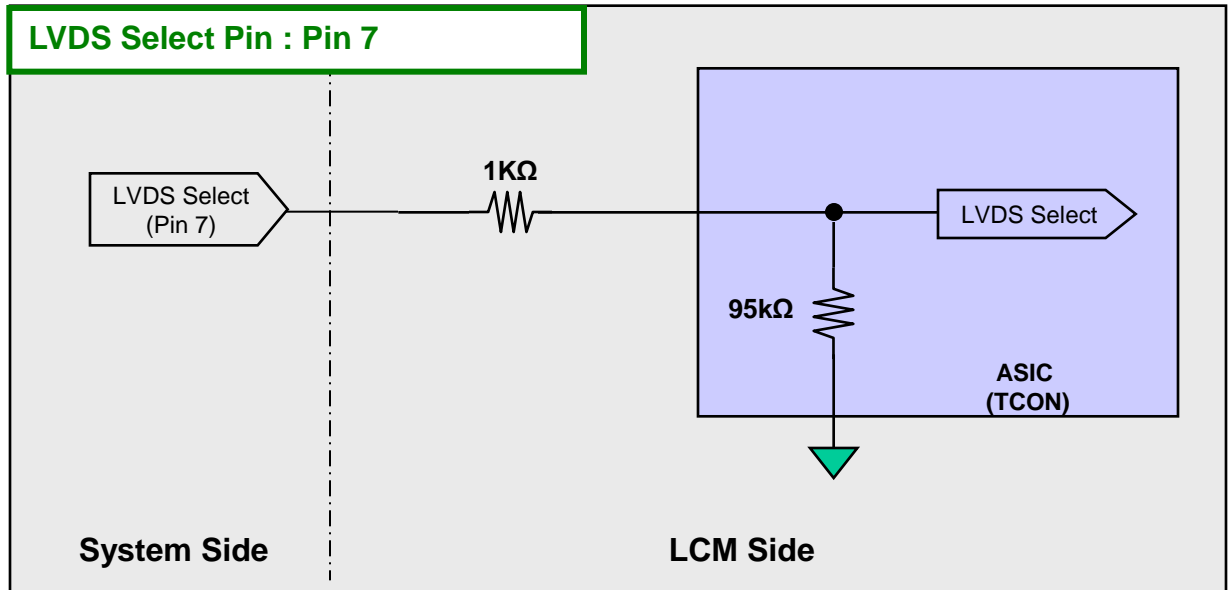 LVDS Select Pin : Pin 7
1KΩ
LVDS Select
(Pin 7)
LVDS Select
95kΩ
ASIC
(TCON)
System Side
LCM Side